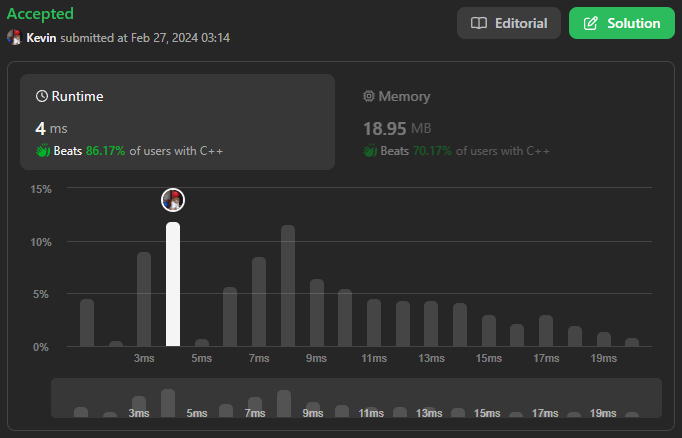 Accepted
Kevin submitted at Feb 27, 2024 03:14
Editorial
Solution
Runtime
4 ms
Beats 86.17% of users with C++
Memory
18.95 MB
Beats 70.17% of users with C++
15%
10%
5%
0%
3ms 5ms 7ms 9ms 11ms 13ms 15ms 17ms 19ms
3ms 5ms 7ms 9ms 11ms 13ms 15ms 17ms 19ms